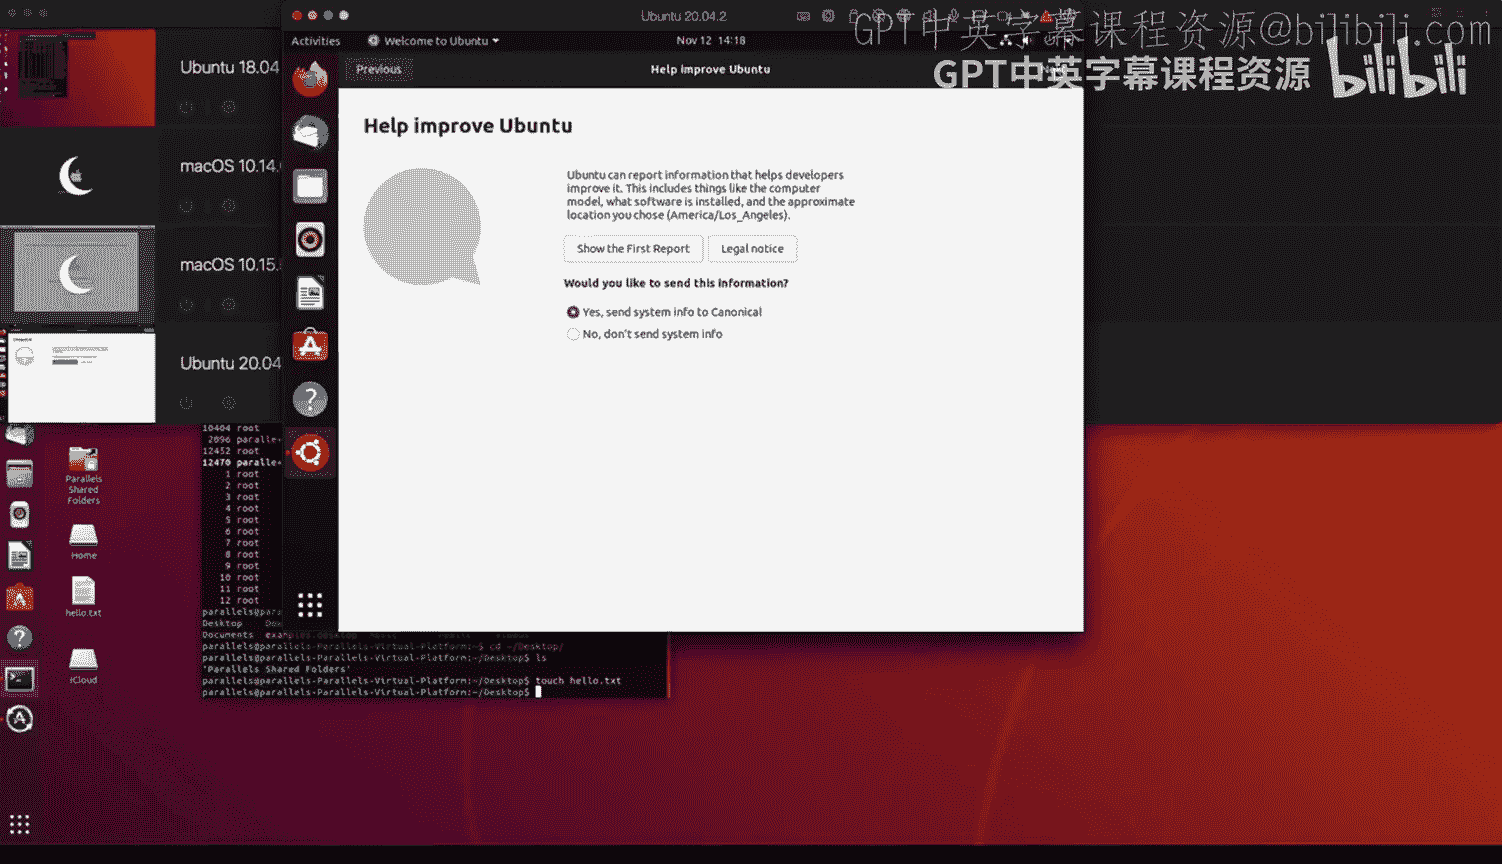 Ubuntu 20.04.2
GPT中英字幕课程资源@bilibili.com
Activities
Welcome to Ubuntu
Nov 12 14:18
Previous
Help improve Ubuntu
GPT中英字幕课程资源 bilibili
Ubuntu 18.04
macOS 10.14.
macOS 10.15.
Ubuntu 20.04
Help improve Ubuntu
Ubuntu can report information that helps developers
improve it. This includes things like the computer
model, what software is installed, and the approximate
location you chose (America/Los_Angeles).
Show the First Report
Legal notice
Would you like to send this information?
Yes, send system info to Canonical
No, don't send system info
Parallels
Shared
Folders
Home
hello.txt
iCloud
10404 root
2096 paralle+
12452 root
12470 paralle+
1 root
2 root
3 root
4 root
5 root
6 root
7 root
8 root
9 root
10 root
11 root
12 root
parallels@para
Desktop
Documents
parallels@parallels-Parallels-Virtual-Platform:~$ cd ~/Desktop/
parallels@parallels-Parallels-Virtual-Platform:~/Desktop$ ls
'Parallels Shared Folders'
parallels@parallels-Parallels-Virtual-Platform:~/Desktop$ touch hello.txt
parallels@parallels-Parallels-Virtual-Platform:~/Desktop$